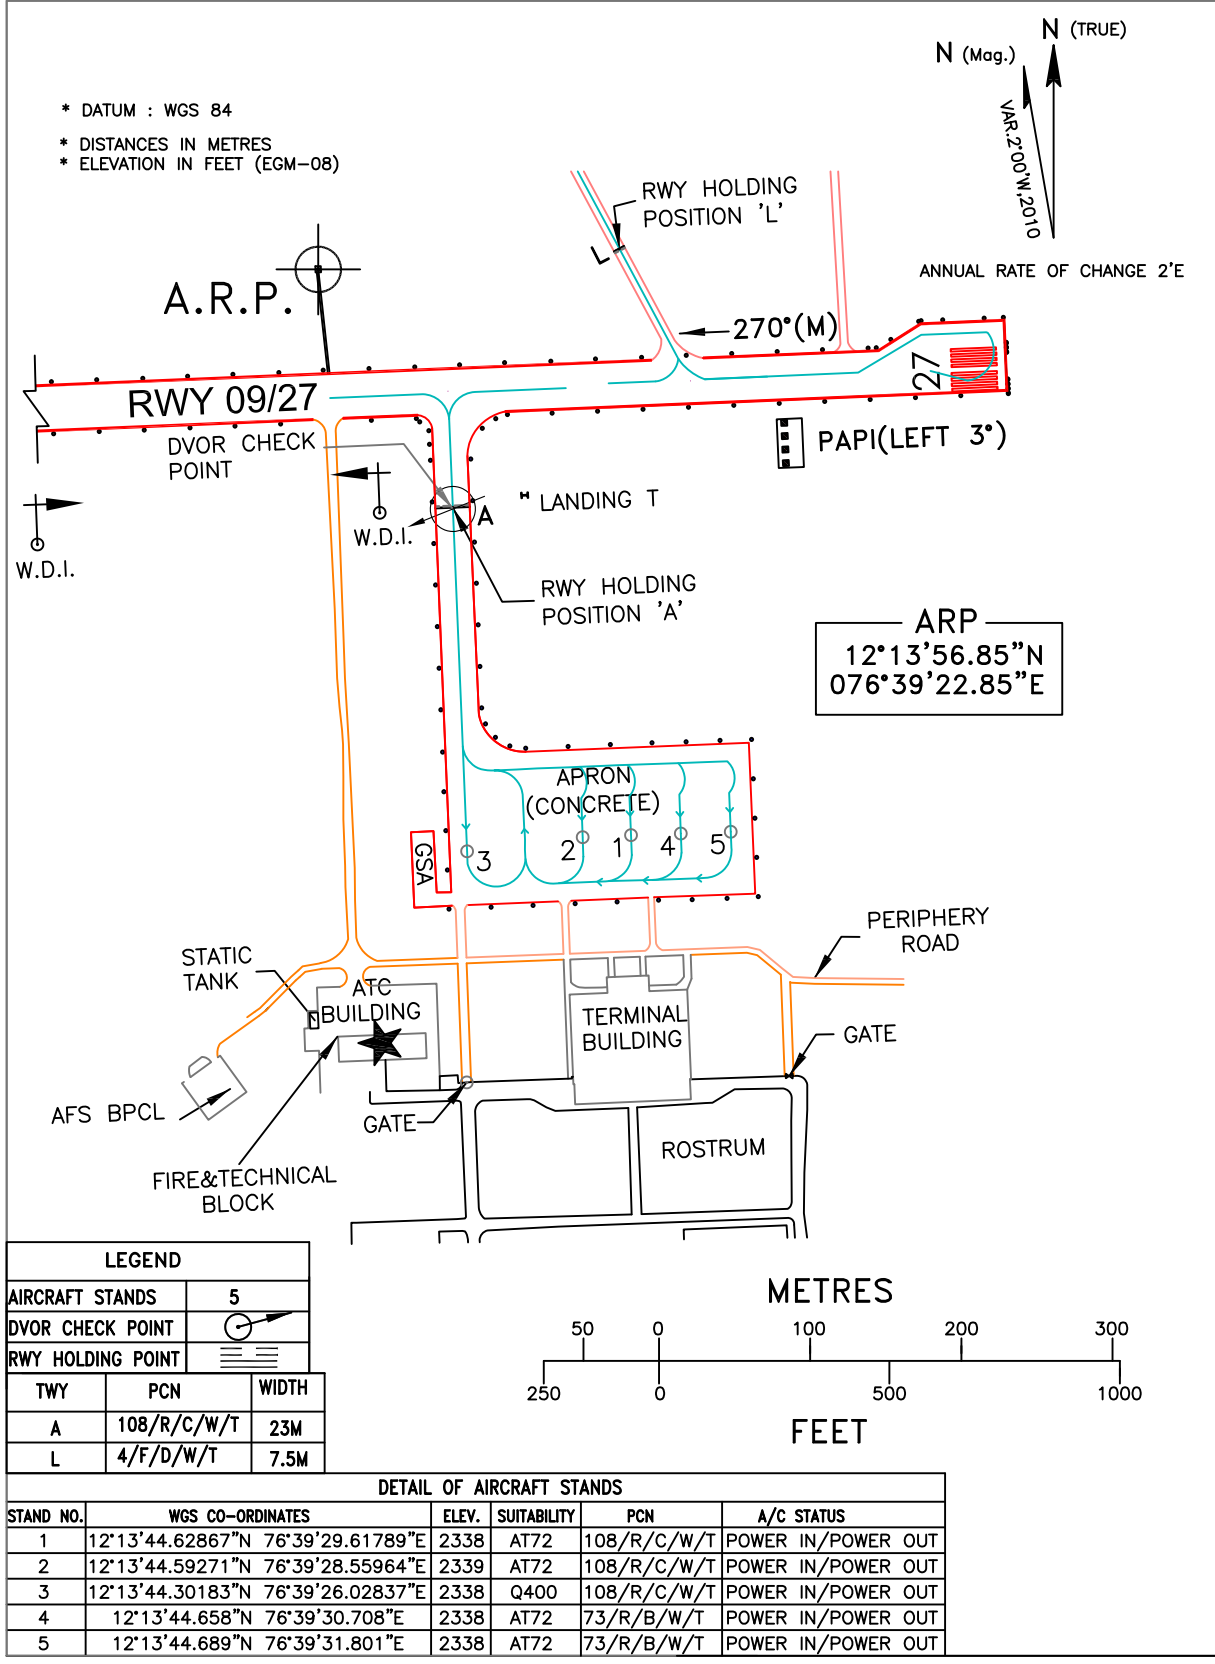 N (TRUE)
N (Mag.)
VAR.2°00'W,2010
ANNUAL RATE OF CHANGE 2'E
* DATUM : WGS 84
* DISTANCES IN METRES
* ELEVATION IN FEET (EGM-08)
RWY HOLDING
POSITION 'L'
L
A.R.P.
270°(M)
RWY 09/27
27
DVOR CHECK
POINT
PAPI(LEFT 3°)
W.D.I.
W.D.I.
A
LANDING T
RWY HOLDING
POSITION 'A'
ARP
12°13'56.85"N
076°39'22.85"E
APRON
(CONCRETE)
3
2
1
4
5
GSA
PERIPHERY
ROAD
STATIC
TANK
ATC
BUILDING
TERMINAL
BUILDING
GATE
AFS BPCL
GATE
ROSTRUM
FIRE&TECHNICAL
BLOCK
LEGEND
AIRCRAFT STANDS 5
DVOR CHECK POINT
RWY HOLDING POINT
TWY PCN WIDTH
A 108/R/C/W/T 23M
L 4/F/D/W/T 7.5M
METRES
50 0 100 200 300
250 0 500 1000
FEET
DETAIL OF AIRCRAFT STANDS
STAND NO. WGS CO-ORDINATES ELEV. SUITABILITY PCN A/C STATUS
1 12°13'44.62867"N 76°39'29.61789"E 2338 AT72 108/R/C/W/T POWER IN/POWER OUT
2 12°13'44.59271"N 76°39'28.55964"E 2339 AT72 108/R/C/W/T POWER IN/POWER OUT
3 12°13'44.30183"N 76°39'26.02837"E 2338 Q400 108/R/C/W/T POWER IN/POWER OUT
4 12°13'44.658"N 76°39'30.708"E 2338 AT72 73/R/B/W/T POWER IN/POWER OUT
5 12°13'44.689"N 76°39'31.801"E 2338 AT72 73/R/B/W/T POWER IN/POWER OUT